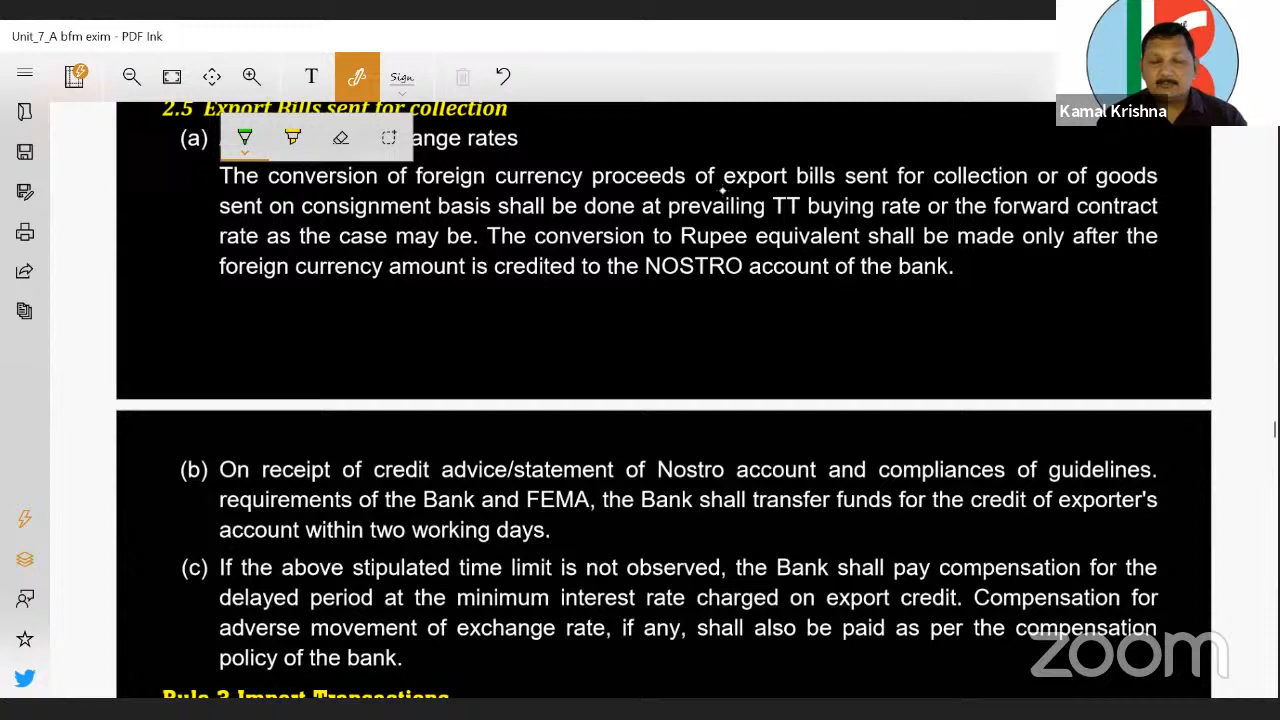 Unit_7_A bfm exim - PDF Ink
T
Sign
Kamal Krishna
2.5 Export Bills sent for collection
(a) ange rates
The conversion of foreign currency proceeds of export bills sent for collection or of goods
sent on consignment basis shall be done at prevailing TT buying rate or the forward contract
rate as the case may be. The conversion to Rupee equivalent shall be made only after the
foreign currency amount is credited to the NOSTRO account of the bank.
(b) On receipt of credit advice/statement of Nostro account and compliances of guidelines.
requirements of the Bank and FEMA, the Bank shall transfer funds for the credit of exporter's
account within two working days.
(c) If the above stipulated time limit is not observed, the Bank shall pay compensation for the
delayed period at the minimum interest rate charged on export credit. Compensation for
adverse movement of exchange rate, if any, shall also be paid as per the compensation
policy of the bank.
zoom
Rule 3 Import Transactions